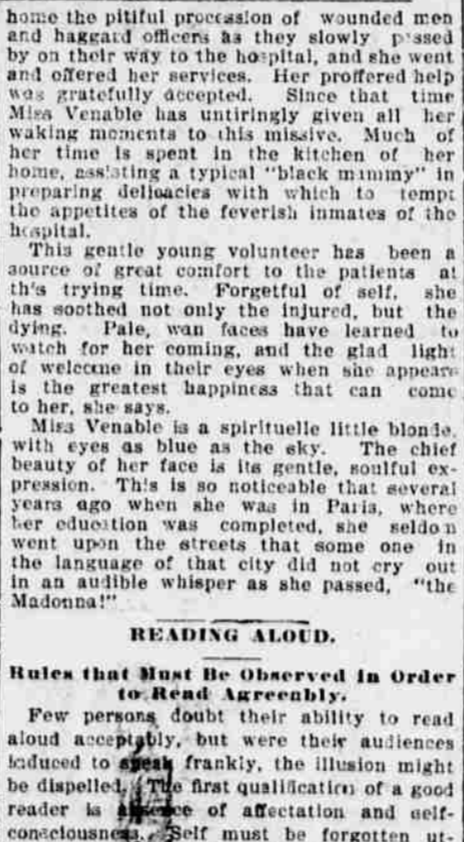 home the pitiful procession of wounded men
and haggard officers as they slowly passed
by on their way to the hospital, and she went
and offered her services. Her proffered help
was gratefully accepted. Since that time
Miss Venable has untiringly given all her
waking moments to this missive. Much of
her time is spent in the kitchen of her
home, assisting a typical "black mammy" in
preparing delicacies with which to tempt
the appetites of the feverish inmates of the
hospital.
This gentle young volunteer has been a
source of great comfort to the patients at
th's trying time. Forgetful of self, she
has soothed not only the injured, but the
dying. Pale, wan faces have learned to
watch for her coming, and the glad light
of welcome in their eyes when she appears
is the greatest happiness that can come
to her, she says.
Miss Venable is a spirituelle little blonde,
with eyes as blue as the sky. The chief
beauty of her face is its gentle, soulful ex-
pression. This is so noticeable that several
years ago when she was in Paris, where
her education was completed, she seldom
went upon the streets that some one in
the language of that city did not cry out
in an audible whisper as she passed, "the
Madonna!"
READING ALOUD.
Rules that Must Be Observed in Order
to Read Agreeably.
Few persons doubt their ability to read
aloud acceptably, but were their audiences
induced to speak frankly, the illusion might
be dispelled. The first qualification of a good
reader is absence of affectation and self-
consciousness. Self must be forgotten ut-